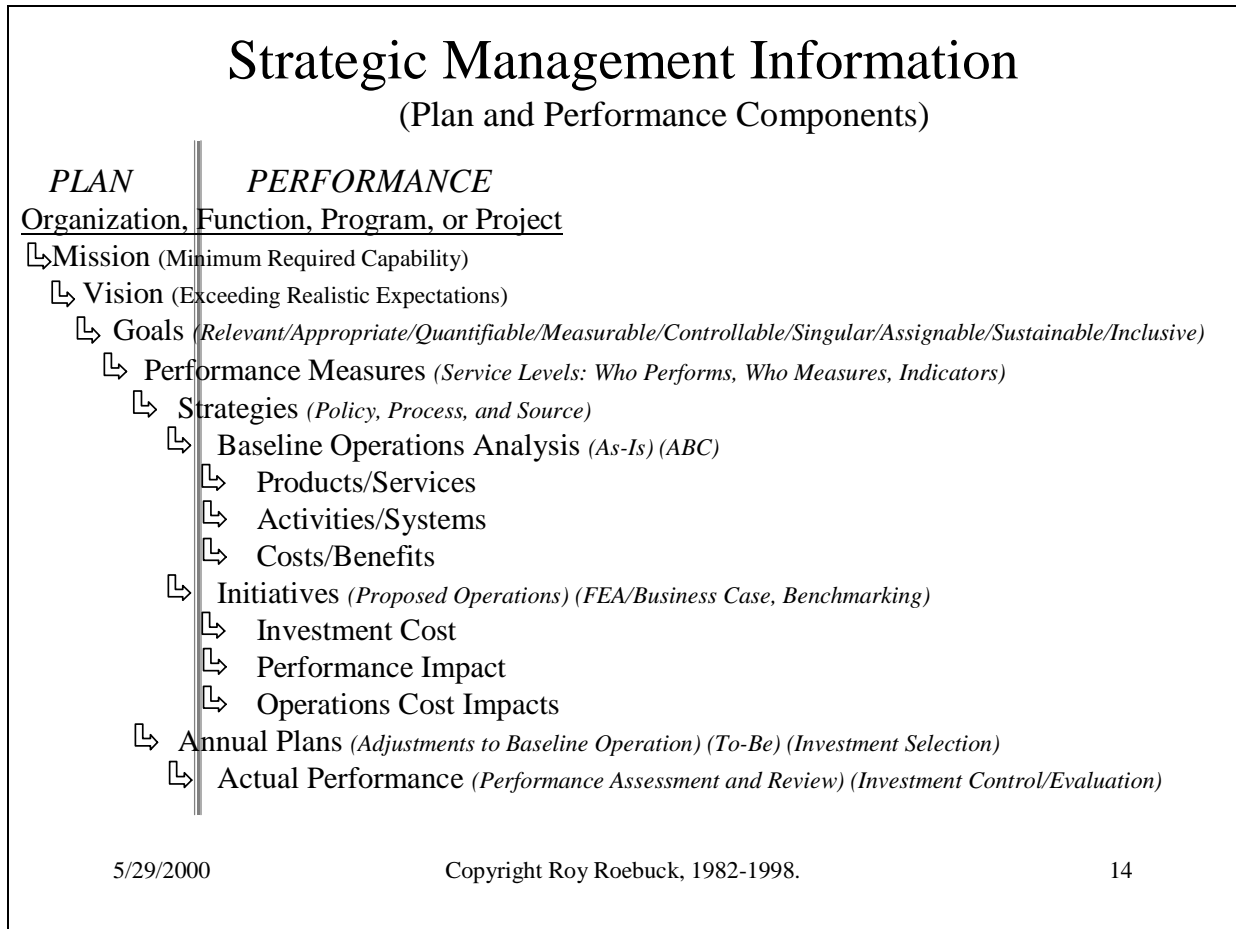 Strategic Management Information
(Plan and Performance Components)
PLAN PERFORMANCE
Organization, Function, Program, or Project
Mission (Minimum Required Capability)
Vision (Exceeding Realistic Expectations)
Goals (Relevant/Appropriate/Quantifiable/Measurable/Controllable/Singular/Assignable/Sustainable/Inclusive)
Performance Measures (Service Levels: Who Performs, Who Measures, Indicators)
Strategies (Policy, Process, and Source)
Baseline Operations Analysis (As-Is) (ABC)
Products/Services
Activities/Systems
Costs/Benefits
Initiatives (Proposed Operations) (FEA/Business Case, Benchmarking)
Investment Cost
Performance Impact
Operations Cost Impacts
Annual Plans (Adjustments to Baseline Operation) (To-Be) (Investment Selection)
Actual Performance (Performance Assessment and Review) (Investment Control/Evaluation)
5/29/2000 Copyright Roy Roebuck, 1982-1998. 14